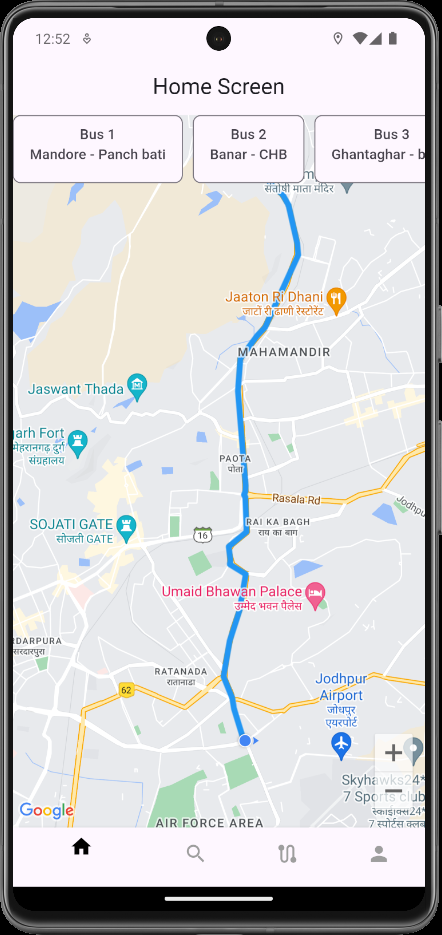 12:52
Home Screen
Bus 1
Mandore - Panch bati
Bus 2
Banar - CHB
Bus 3
Ghantaghar - b
संतोषी माता मंदिर
Jaaton Ri Dhani
जाटों री ढाणी रेस्टोरेंट
MAHAMANDIR
Jaswant Thada
arh Fort
मेहरानगढ़ दुर्ग
संग्रहालय
PAOTA
पोता
Rasala Rd
Jodhpu
RAI KA BAGH
राय का बाग
SOJATI GATE
सोजती GATE
16
Umaid Bhawan Palace
उम्मेद भवन पैलेस
RDARPURA
सरदारपुरा
RATANADA
रातानाडा
62
Jodhpur
Airport
जोधपुर
एयरपोर्ट
Skyhawks24*
7 Sports club
स्काईहॉक्स24*
7 स्पोर्ट्स क्लब
Google
AIR FORCE AREA